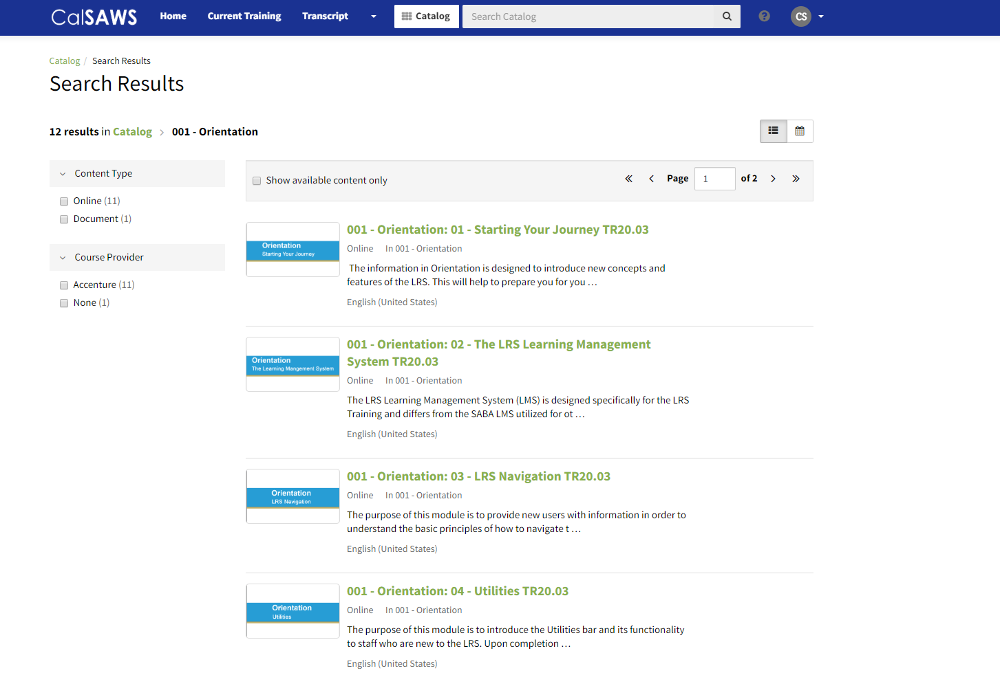 CalSAWS Home Current Training Transcript Catalog Search Catalog ? CS
Catalog / Search Results
Search Results
12 results in Catalog > 001 - Orientation
Content Type
Online (11)
Document (1)
Course Provider
Accenture (11)
None (1)
Show available content only Page 1 of 2
Orientation
Starting Your Journey
001 - Orientation: 01 - Starting Your Journey TR20.03
Online In 001 - Orientation
The information in Orientation is designed to introduce new concepts and
features of the LRS. This will help to prepare you for you …
English (United States)
Orientation
The Learning Mangement System
001 - Orientation: 02 - The LRS Learning Management
System TR20.03
Online In 001 - Orientation
The LRS Learning Management System (LMS) is designed specifically for the LRS
Training and differs from the SABA LMS utilized for ot …
English (United States)
Orientation
LRS Navigation
001 - Orientation: 03 - LRS Navigation TR20.03
Online In 001 - Orientation
The purpose of this module is to provide new users with information in order to
understand the basic principles of how to navigate t …
English (United States)
Orientation
Utilities
001 - Orientation: 04 - Utilities TR20.03
Online In 001 - Orientation
The purpose of this module is to introduce the Utilities bar and its functionality
to staff who are new to the LRS. Upon completion …
English (United States)